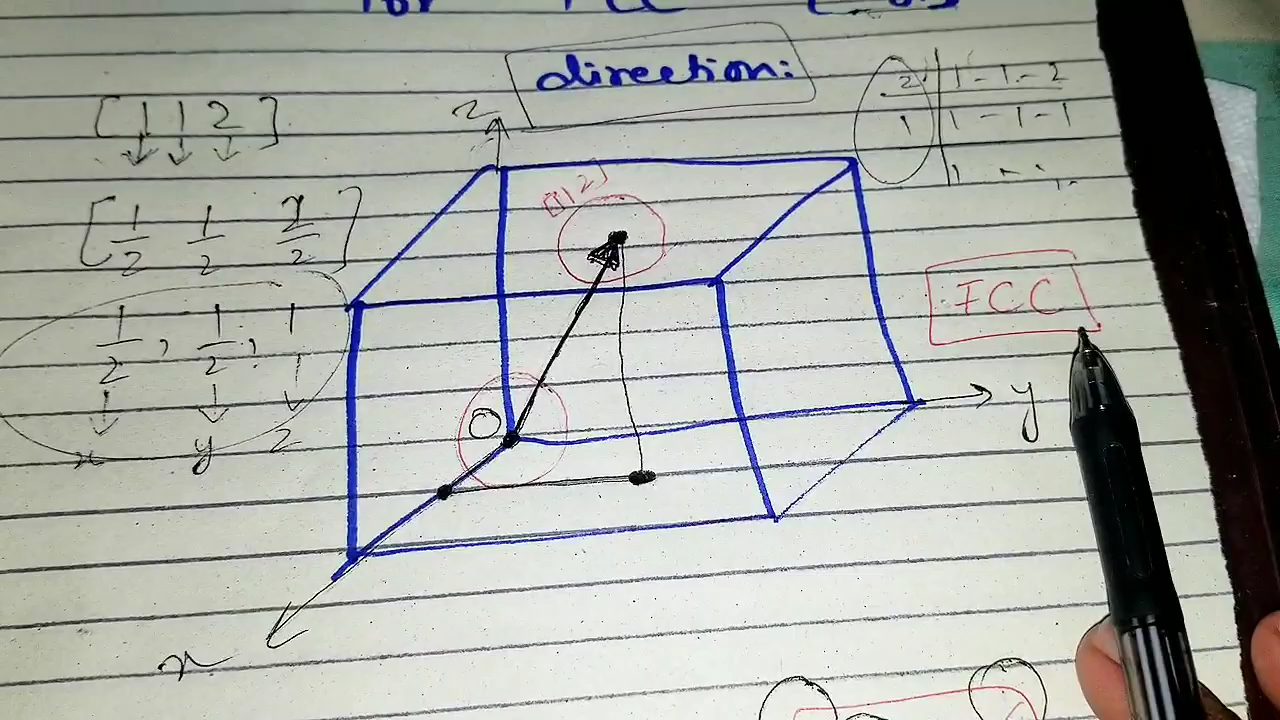 direction:
[1 1 2]
Z
2 | 1 - 1 - 2
1 | 1 - 1 - 1
[112]
[1/2 1/2 2/2]
FCC
1/2, 1/2, 1
O
y
x y z
x